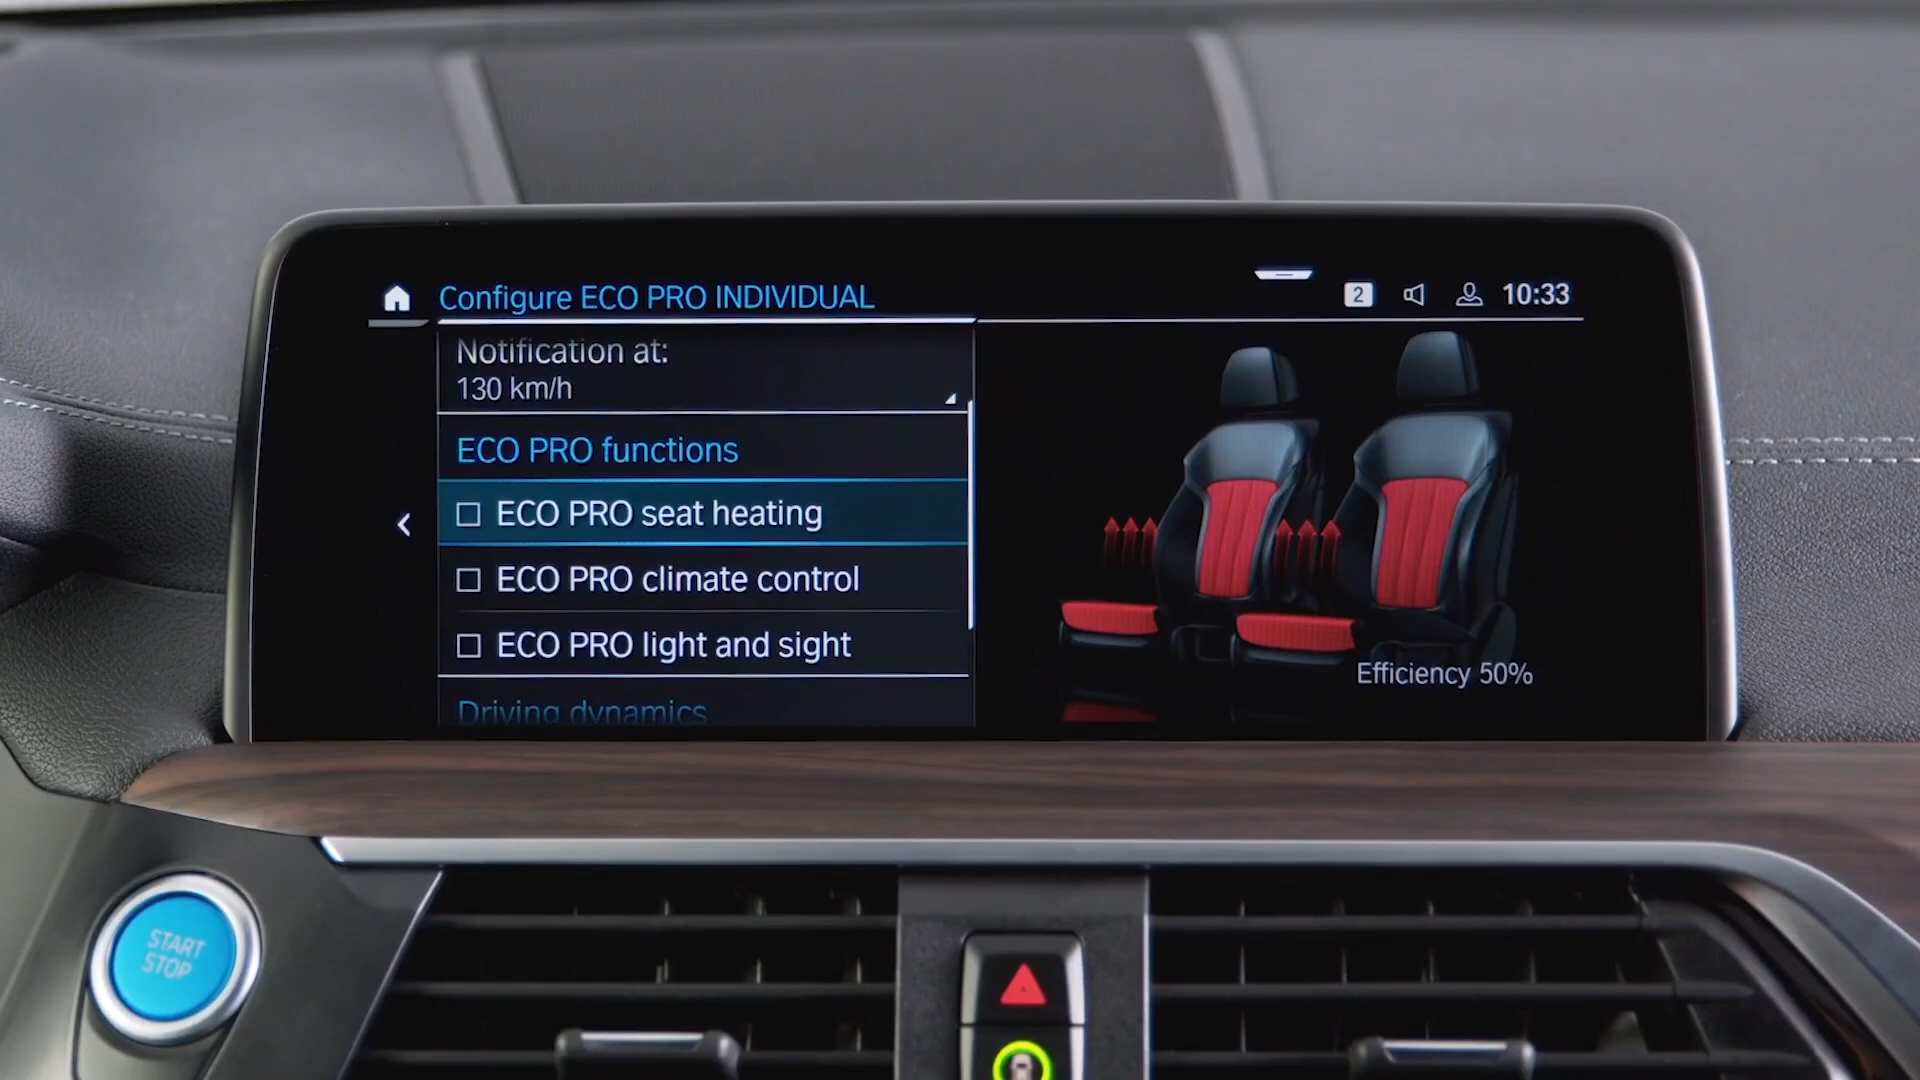 Configure ECO PRO INDIVIDUAL
2
10:33
Notification at:
130 km/h
ECO PRO functions
ECO PRO seat heating
ECO PRO climate control
ECO PRO light and sight
Driving dynamics
Efficiency 50%
START
STOP